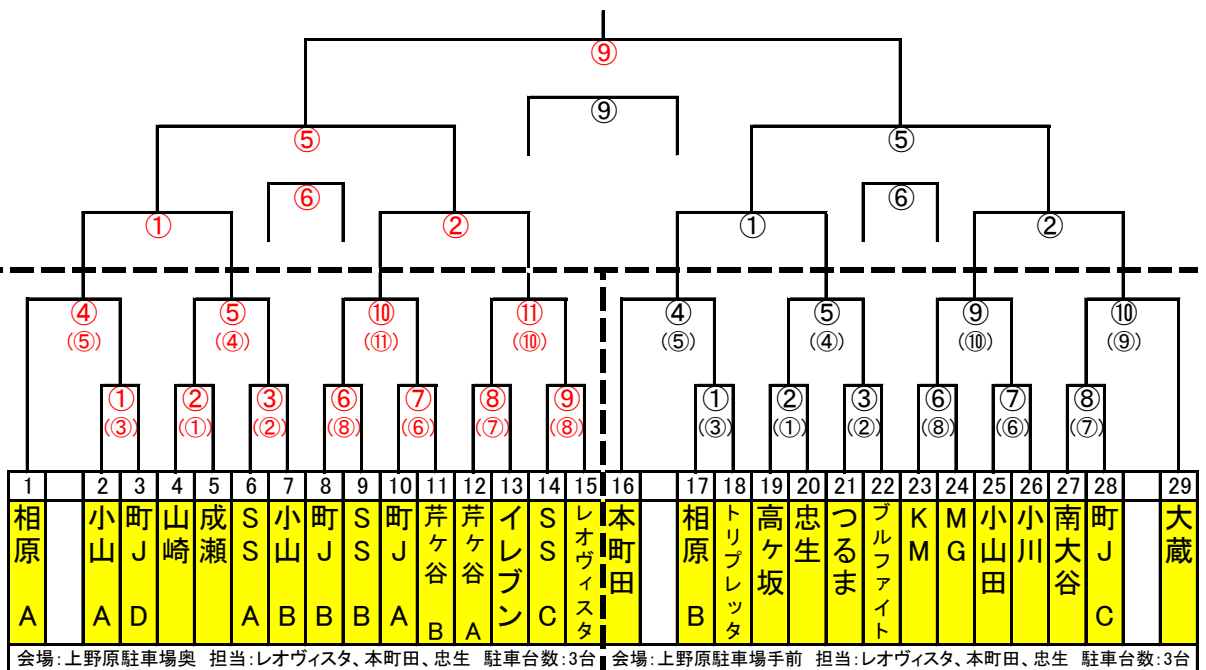 ⑨
⑨
⑤ ⑤
⑥ ⑥
① ② ① ②
④ ⑤ ⑩ ⑪ ④ ⑤ ⑨ ⑩
(⑤) (④) (⑪) (⑩) (⑤) (④) (⑩) (⑨)
① ② ③ ⑥ ⑦ ⑧ ⑨ ① ② ③ ⑥ ⑦ ⑧
(③) (①) (②) (⑧) (⑥) (⑦) (⑧) (③) (①) (②) (⑧) (⑥) (⑦)
1 2 3 4 5 6 7 8 9 10 11 12 13 14 15 16 17 18 19 20 21 22 23 24 25 26 27 28 29
相原A
小山A
町JD
山崎
成瀬
SSA
小山B
町JB
SSB
町JA
芹ケ谷B
芹ケ谷A
イレブン
SSC
レオヴィスタ
本町田
相原B
トリプレッタ
高ヶ坂
忠生
つるま
ブルファイト
KM
MG
小山田
小川
南大谷
町JC
大蔵
会場:上野原駐車場奥 担当:レオヴィスタ、本町田、忠生 駐車台数:3台
会場:上野原駐車場手前 担当:レオヴィスタ、本町田、忠生 駐車台数:3台